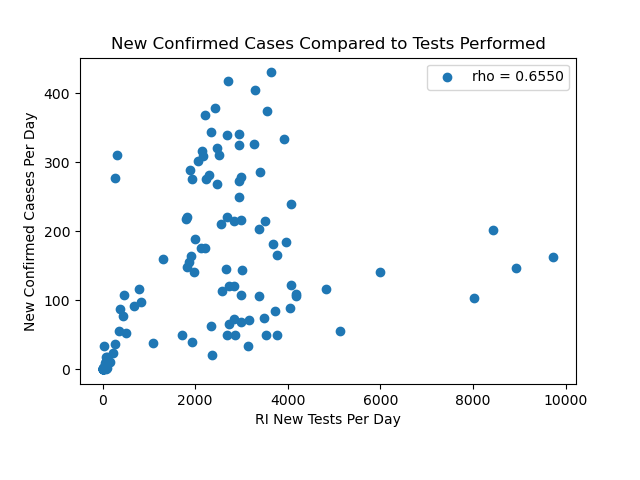 New Confirmed Cases Compared to Tests Performed
rho = 0.6550
New Confirmed Caeses Per Day
400
300
200
100
0
0 2000 4000 6000 8000 10000
RI New Tests Per Day